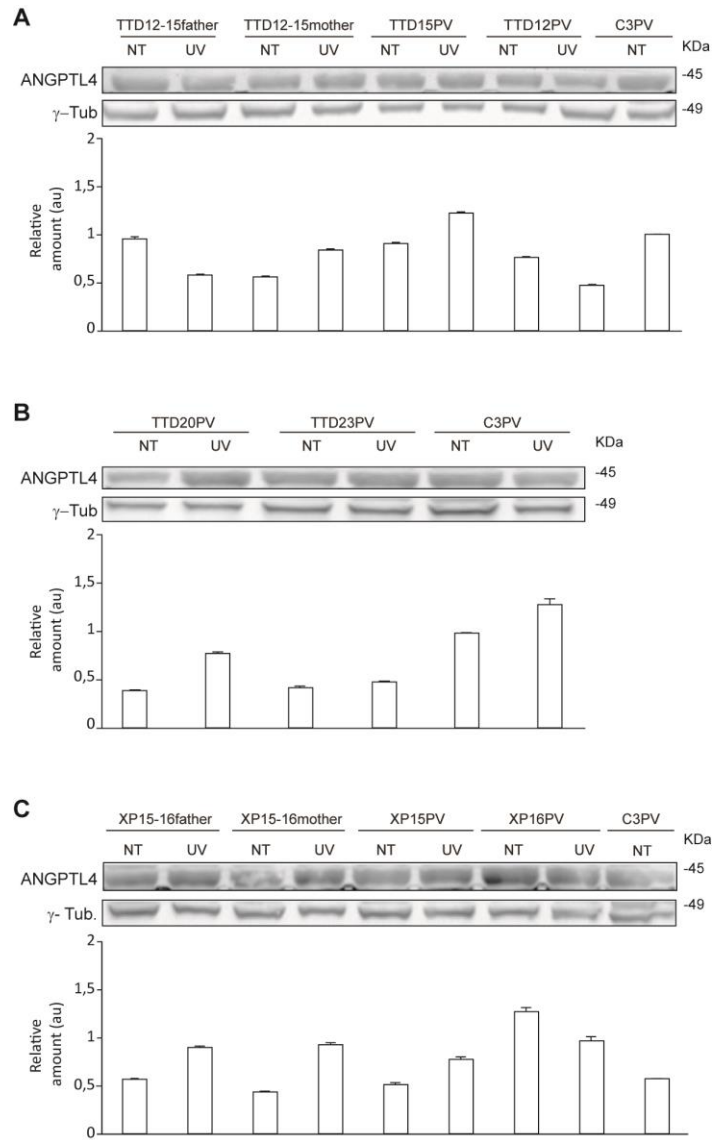 A
TTD12-15father TTD12-15mother TTD15PV TTD12PV C3PV
NT UV NT UV NT UV NT UV NT KDa
ANGPTL4 -45
γ–Tub -49
2
1,5
1
0,5
0
Relative amount (au)
B
TTD20PV TTD23PV C3PV
NT UV NT UV NT UV KDa
ANGPTL4 -45
γ–Tub -49
2
1,5
1
0,5
0
Relative amount (au)
C
XP15-16father XP15-16mother XP15PV XP16PV C3PV
NT UV NT UV NT UV NT UV NT KDa
ANGPTL4 -45
γ- Tub. -49
2
1,5
1
0,5
0
Relative amount (au)